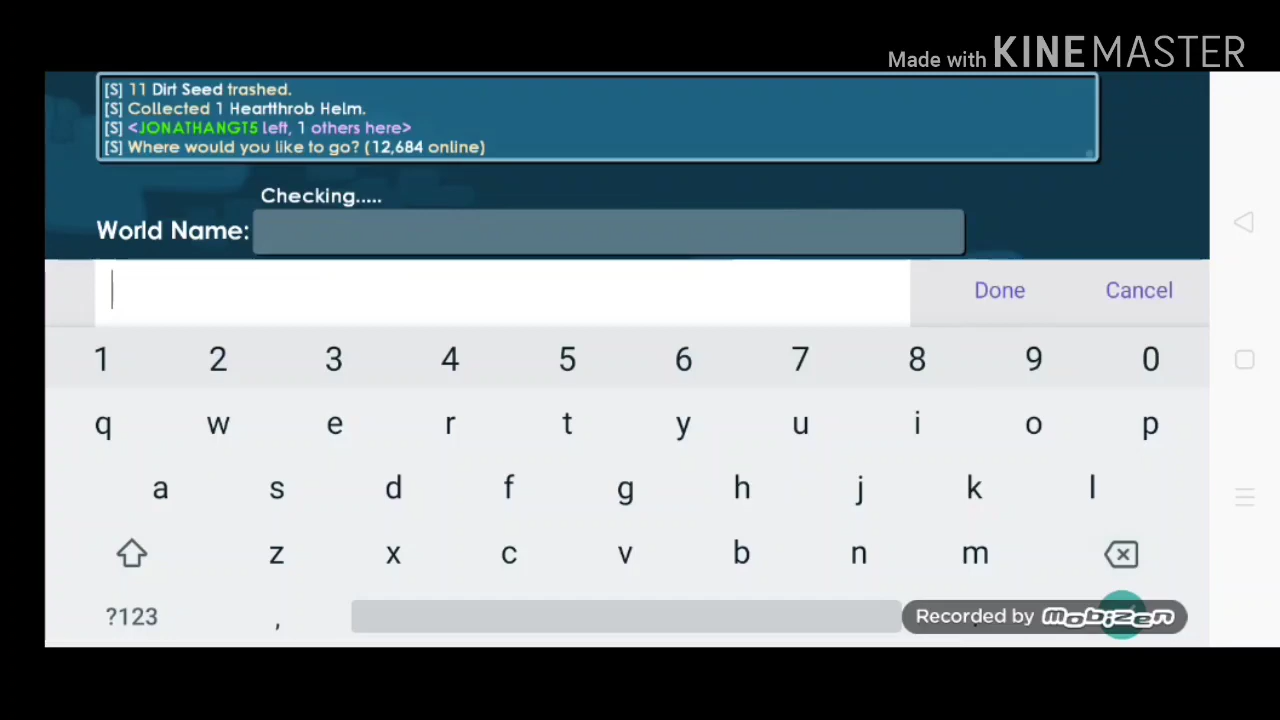 Made with KINEMASTER
[S] 11 Dirt Seed trashed.
[S] Collected 1 Heartthrob Helm.
[S] <JONATHANGT5 left, 1 others here>
[S] Where would you like to go? (12,684 online)
Checking.....
World Name:
Done Cancel
1 2 3 4 5 6 7 8 9 0
q w e r t y u i o p
a s d f g h j k l
z x c v b n m
?123 ,
Recorded by mobizen